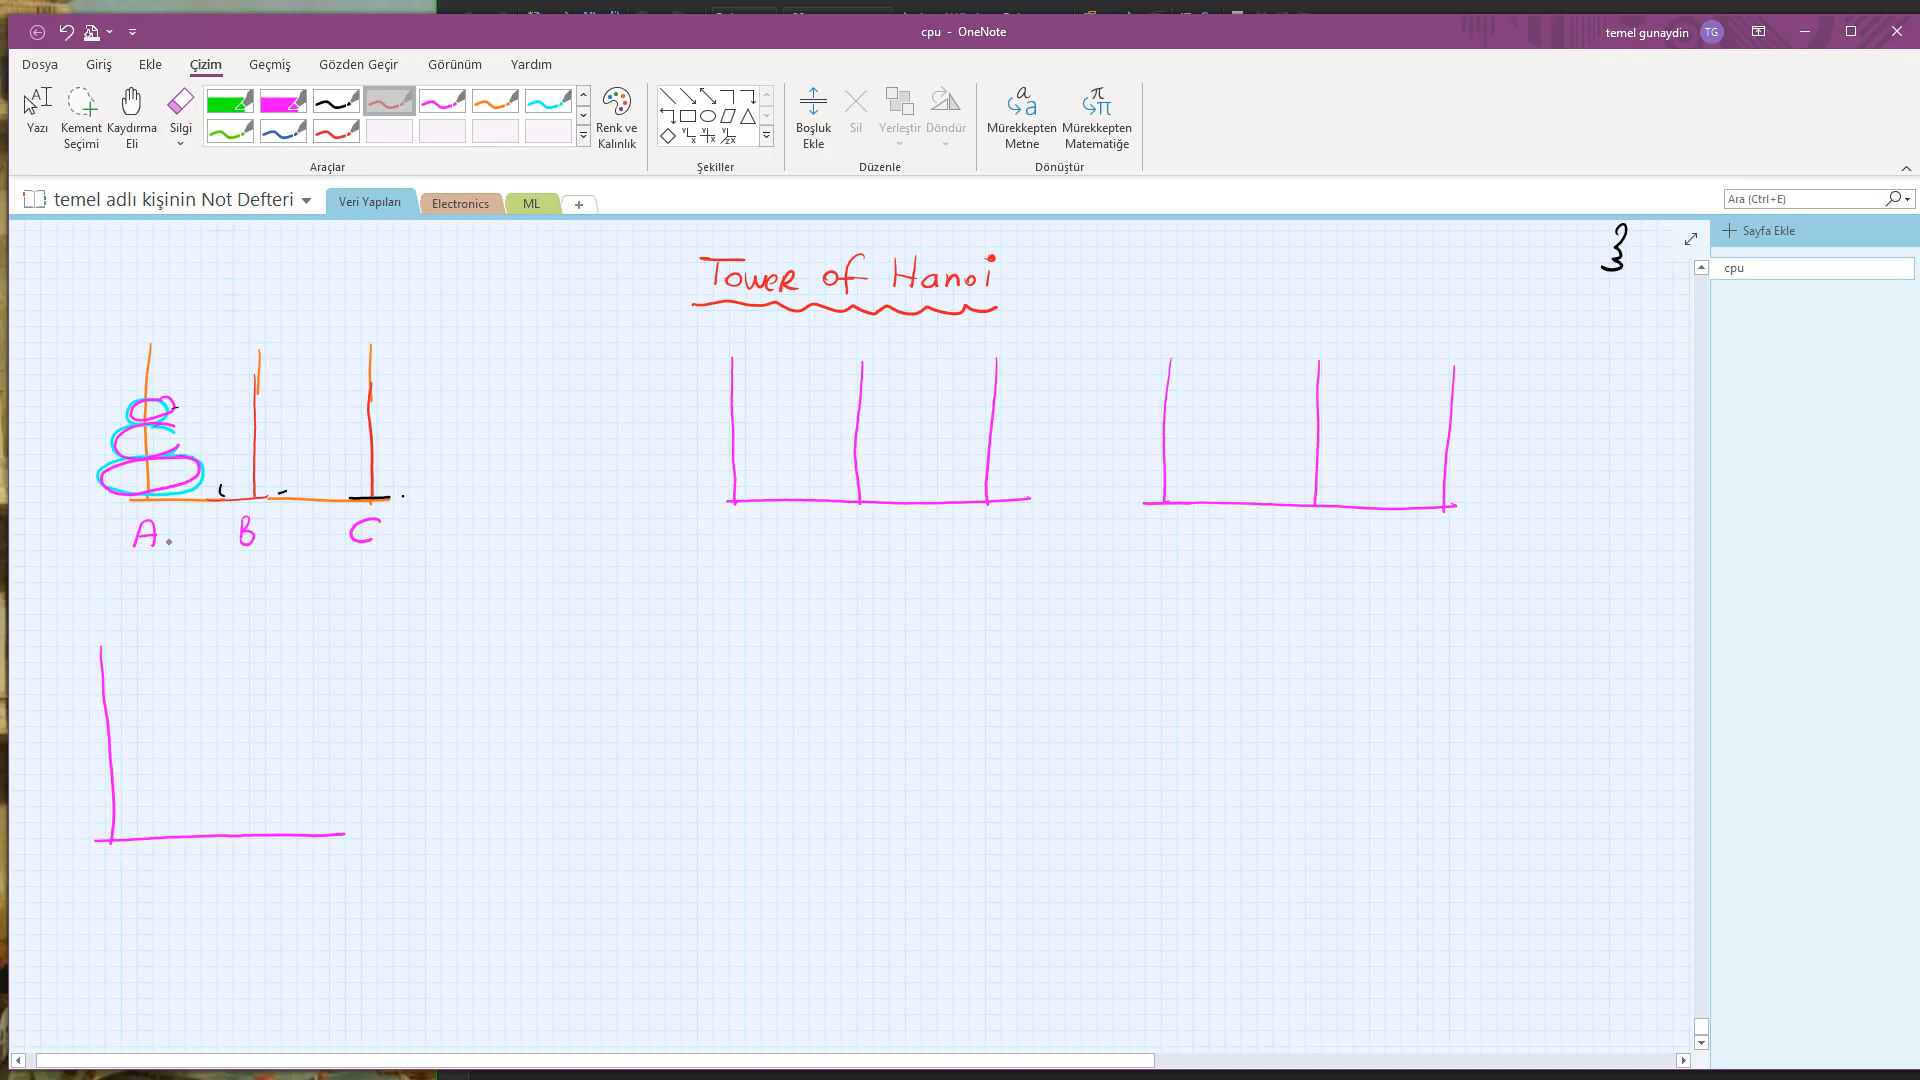 cpu - OneNote
temel gunaydin TG
Dosya Giriş Ekle Çizim Geçmiş Gözden Geçir Görünüm Yardım
Yazı Kement Seçimi Kaydırma Eli Silgi Renk ve Kalınlık Boşluk Ekle Sil Yerleştir Döndür Mürekkepten Metne Mürekkepten Matematiğe
Araçlar Şekiller Düzenle Dönüştür
temel adlı kişinin Not Defteri Veri Yapıları Electronics ML Ara (Ctrl+E)
Sayfa Ekle
cpu
Tower of Hanoi
A B C